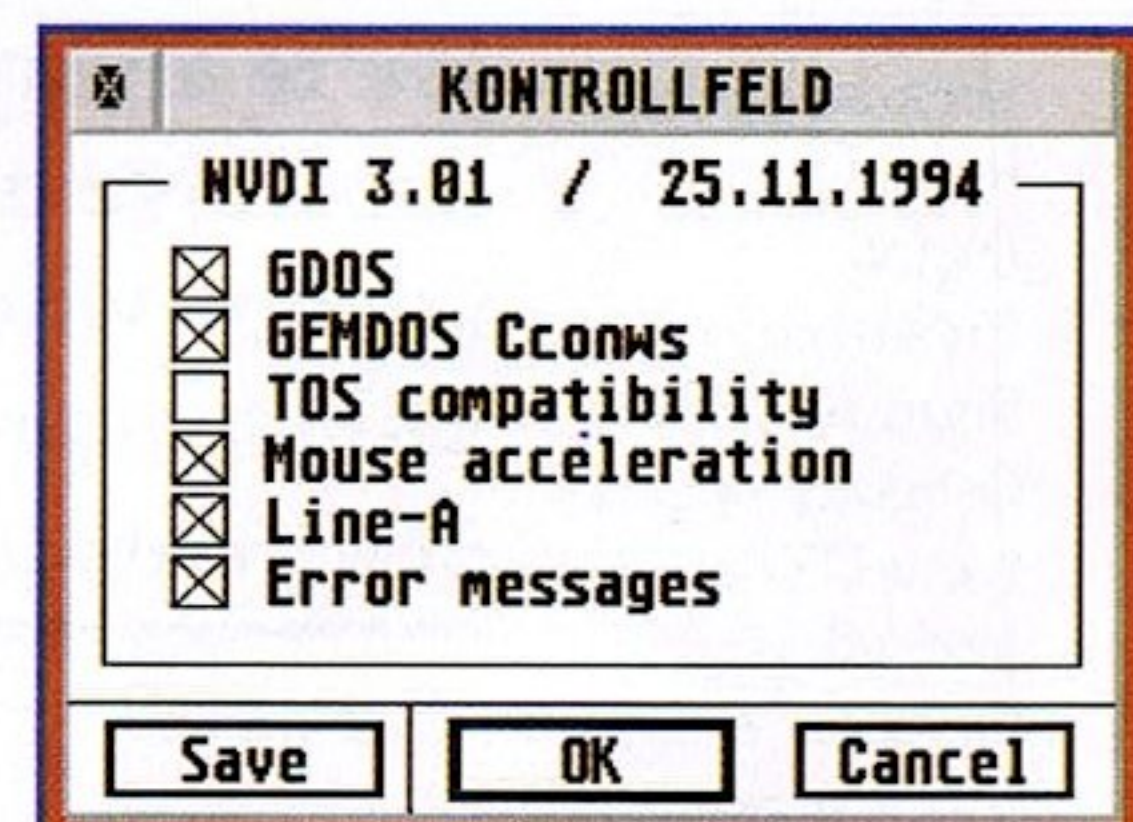 KONTROLLFELD
NVDI 3.01 / 25.11.1994
GDOS
GEMDOS Cconws
TOS compatibility
Mouse acceleration
Line-A
Error messages
Save OK Cancel